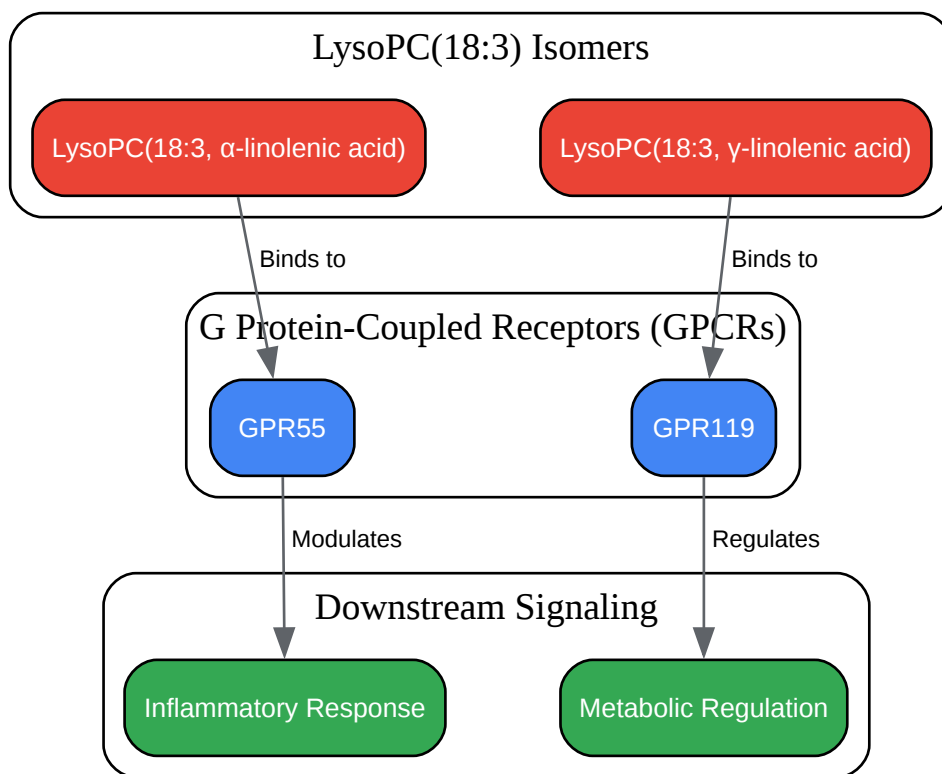 LysoPC(18:3) Isomers
LysoPC(18:3, α-linolenic acid)
LysoPC(18:3, γ-linolenic acid)
Binds to
Binds to
G Protein-Coupled Receptors (GPCRs)
GPR55
GPR119
Modulates
Regulates
Downstream Signaling
Inflammatory Response
Metabolic Regulation